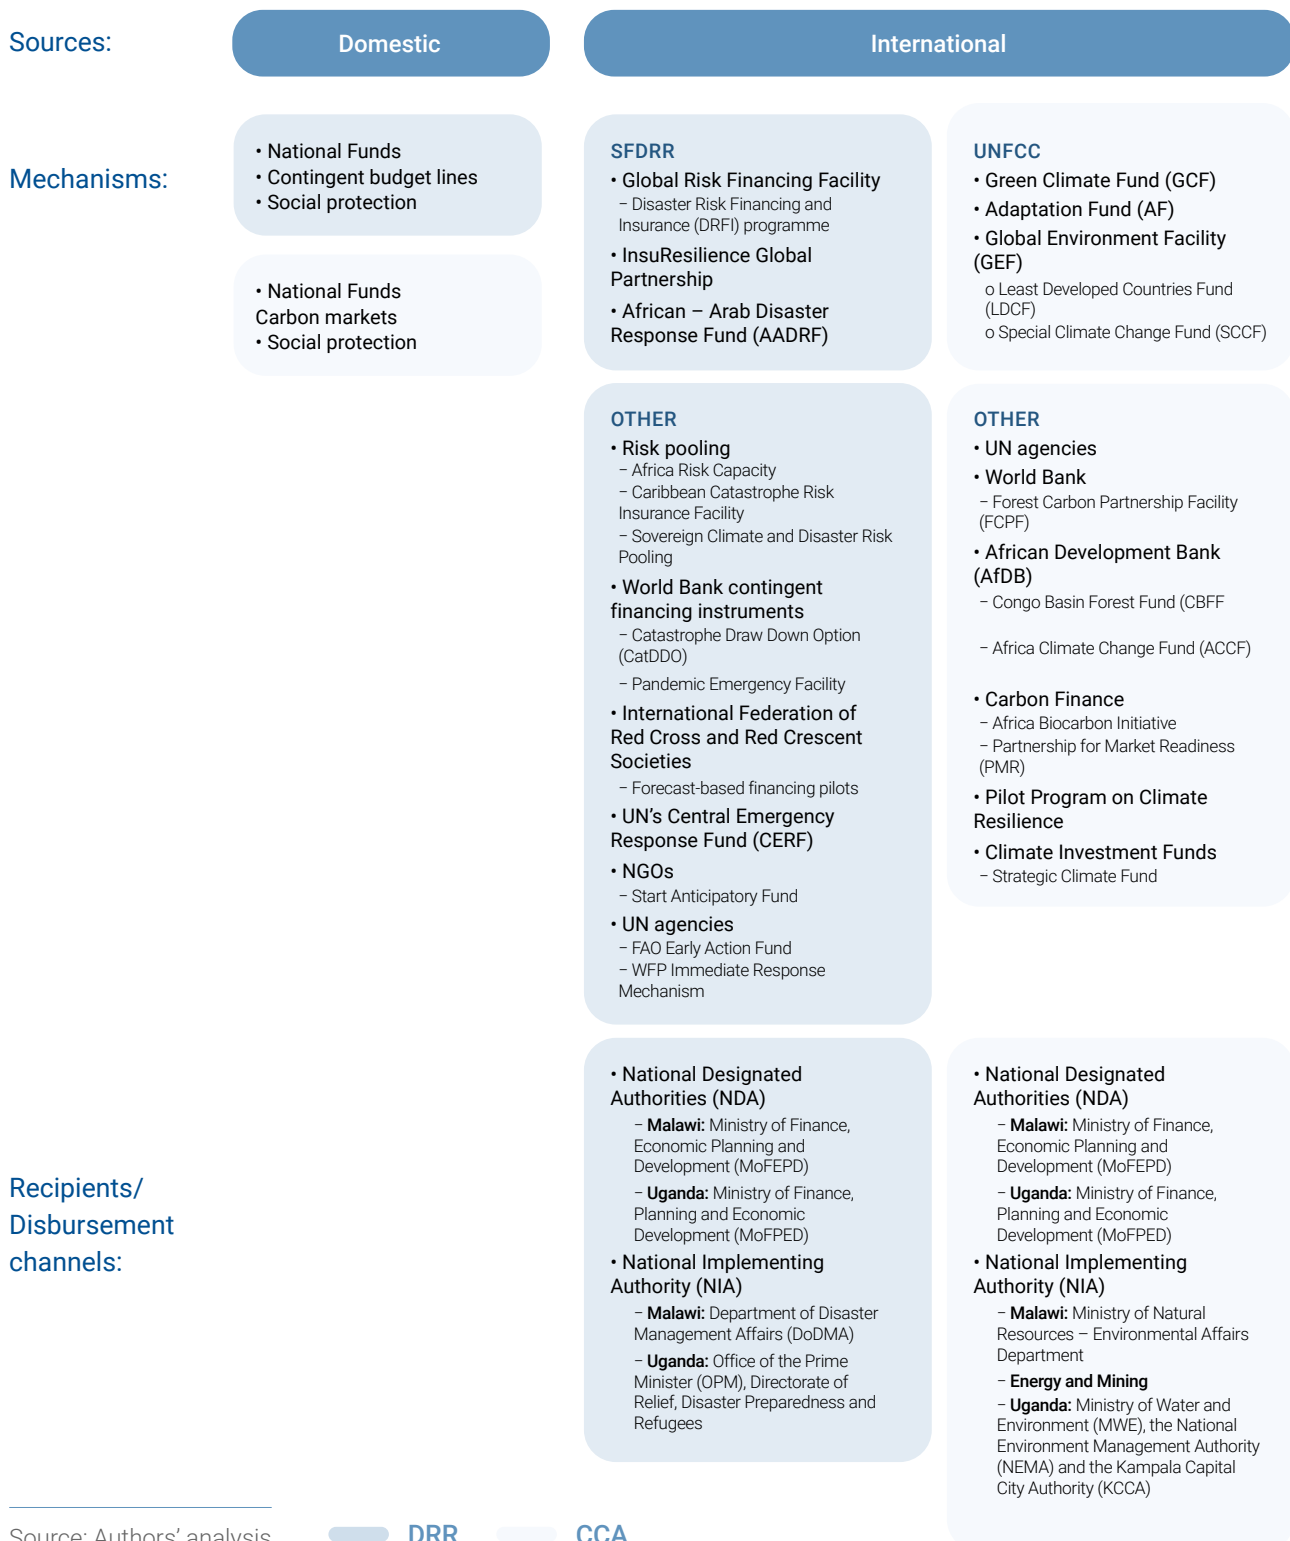 Sources:
Domestic
International
Mechanisms:
• National Funds
• Contingent budget lines
• Social protection
• National Funds
Carbon markets
• Social protection
SFDRR
• Global Risk Financing Facility
– Disaster Risk Financing and
Insurance (DRFI) programme
• InsuResilience Global
Partnership
• African – Arab Disaster
Response Fund (AADRF)
UNFCC
• Green Climate Fund (GCF)
• Adaptation Fund (AF)
• Global Environment Facility
(GEF)
o Least Developed Countries Fund
(LDCF)
o Special Climate Change Fund (SCCF)
OTHER
• Risk pooling
– Africa Risk Capacity
– Caribbean Catastrophe Risk
Insurance Facility
– Sovereign Climate and Disaster Risk
Pooling
• World Bank contingent
financing instruments
– Catastrophe Draw Down Option
(CatDDO)
– Pandemic Emergency Facility
• International Federation of
Red Cross and Red Crescent
Societies
– Forecast-based financing pilots
• UN's Central Emergency
Response Fund (CERF)
• NGOs
– Start Anticipatory Fund
• UN agencies
– FAO Early Action Fund
– WFP Immediate Response
Mechanism
OTHER
• UN agencies
• World Bank
– Forest Carbon Partnership Facility
(FCPF)
• African Development Bank
(AfDB)
– Congo Basin Forest Fund (CBFF
– Africa Climate Change Fund (ACCF)
• Carbon Finance
– Africa Biocarbon Initiative
– Partnership for Market Readiness
(PMR)
• Pilot Program on Climate
Resilience
• Climate Investment Funds
– Strategic Climate Fund
Recipients/
Disbursement
channels:
• National Designated
Authorities (NDA)
– Malawi: Ministry of Finance,
Economic Planning and
Development (MoFEPD)
– Uganda: Ministry of Finance,
Planning and Economic
Development (MoFPED)
• National Implementing
Authority (NIA)
– Malawi: Department of Disaster
Management Affairs (DoDMA)
– Uganda: Office of the Prime
Minister (OPM), Directorate of
Relief, Disaster Preparedness and
Refugees
• National Designated
Authorities (NDA)
– Malawi: Ministry of Finance,
Economic Planning and
Development (MoFEPD)
– Uganda: Ministry of Finance,
Planning and Economic
Development (MoFPED)
• National Implementing
Authority (NIA)
– Malawi: Ministry of Natural
Resources – Environmental Affairs
Department
– Energy and Mining
– Uganda: Ministry of Water and
Environment (MWE), the National
Environment Management Authority
(NEMA) and the Kampala Capital
City Authority (KCCA)
Source: Authors' analysis
DRR
CCA